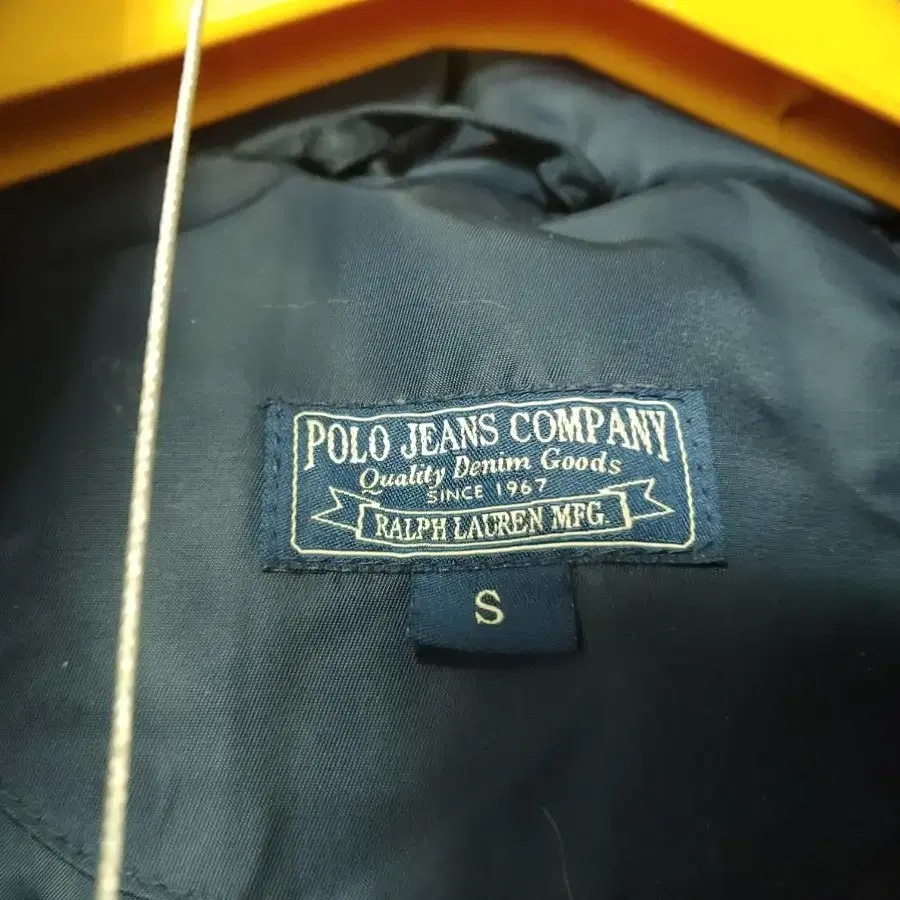 POLO JEANS COMPANY
Quality Denim Goods
SINCE 1967
RALPH LAUREN MFG.
S